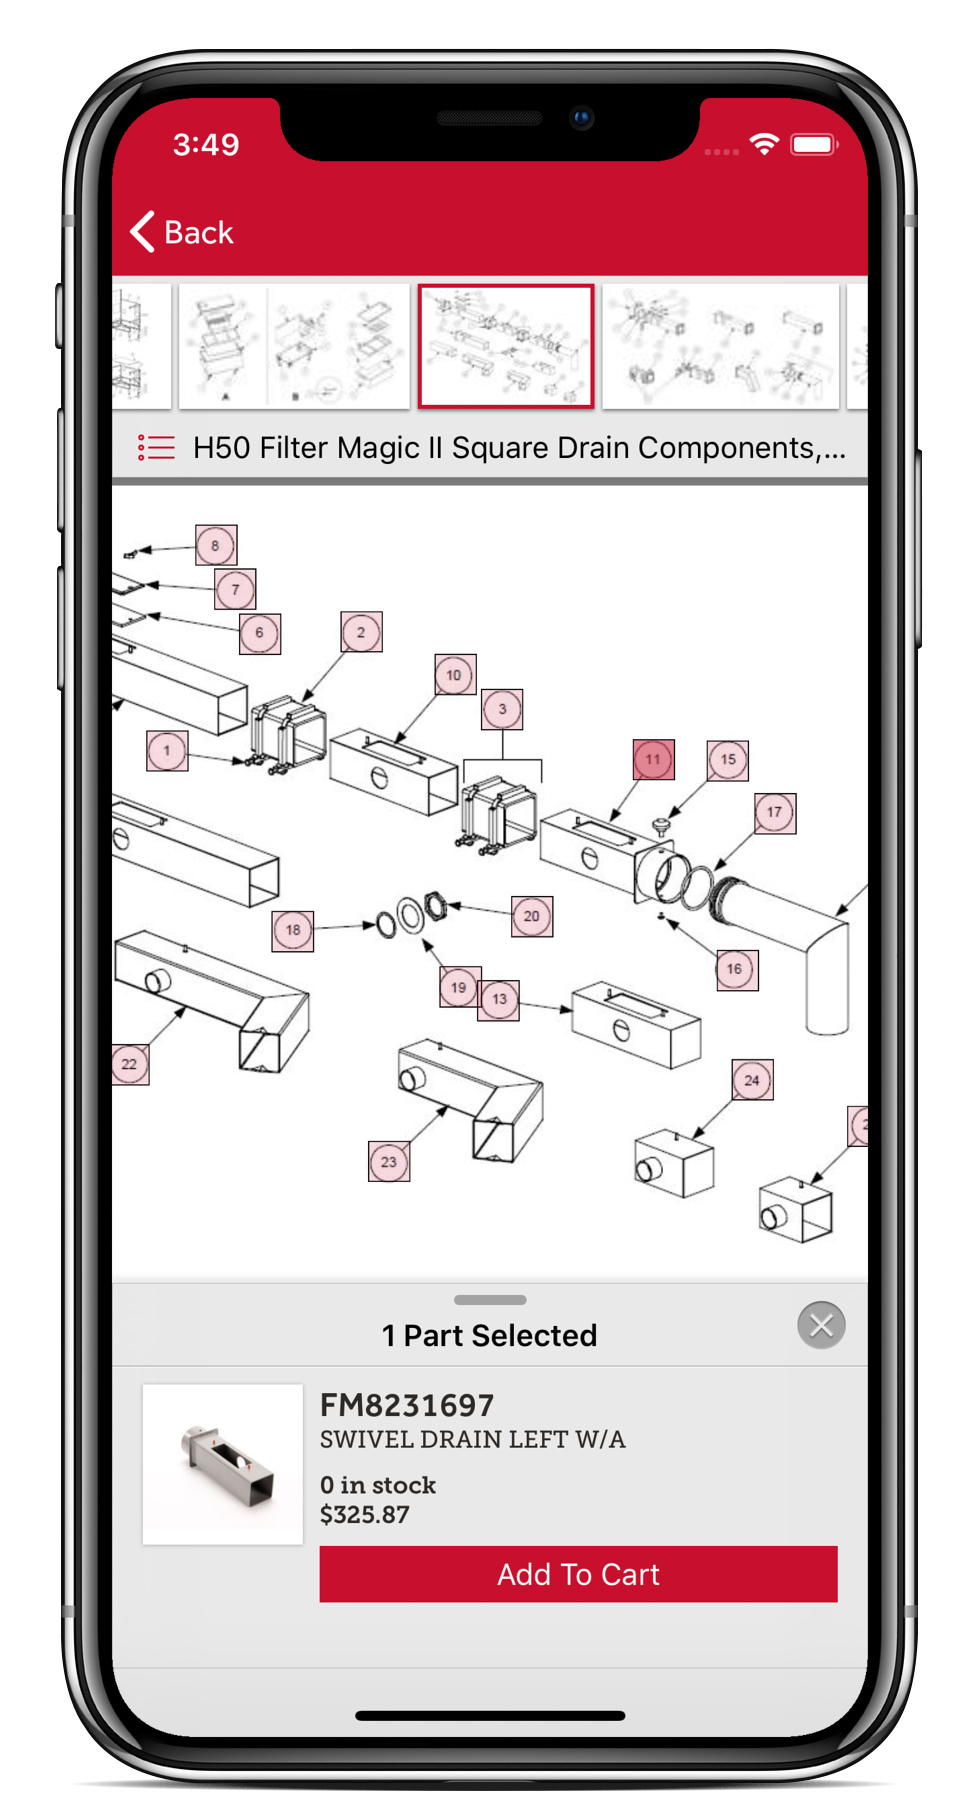 3:49
Back
A
B
H50 Filter Magic II Square Drain Components,...
8
7
6
2
10
3
1
11
15
17
18
20
19
13
16
22
24
23
2
1 Part Selected
FM8231697
SWIVEL DRAIN LEFT W/A
0 in stock
$325.87
Add To Cart